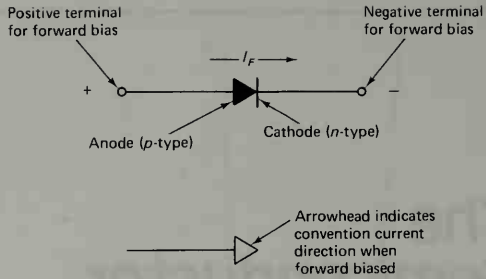 Positive terminal
for forward bias
Negative terminal
for forward bias
I_F
+
−
Anode (p-type)
Cathode (n-type)
Arrowhead indicates
convention current
direction when
forward biased